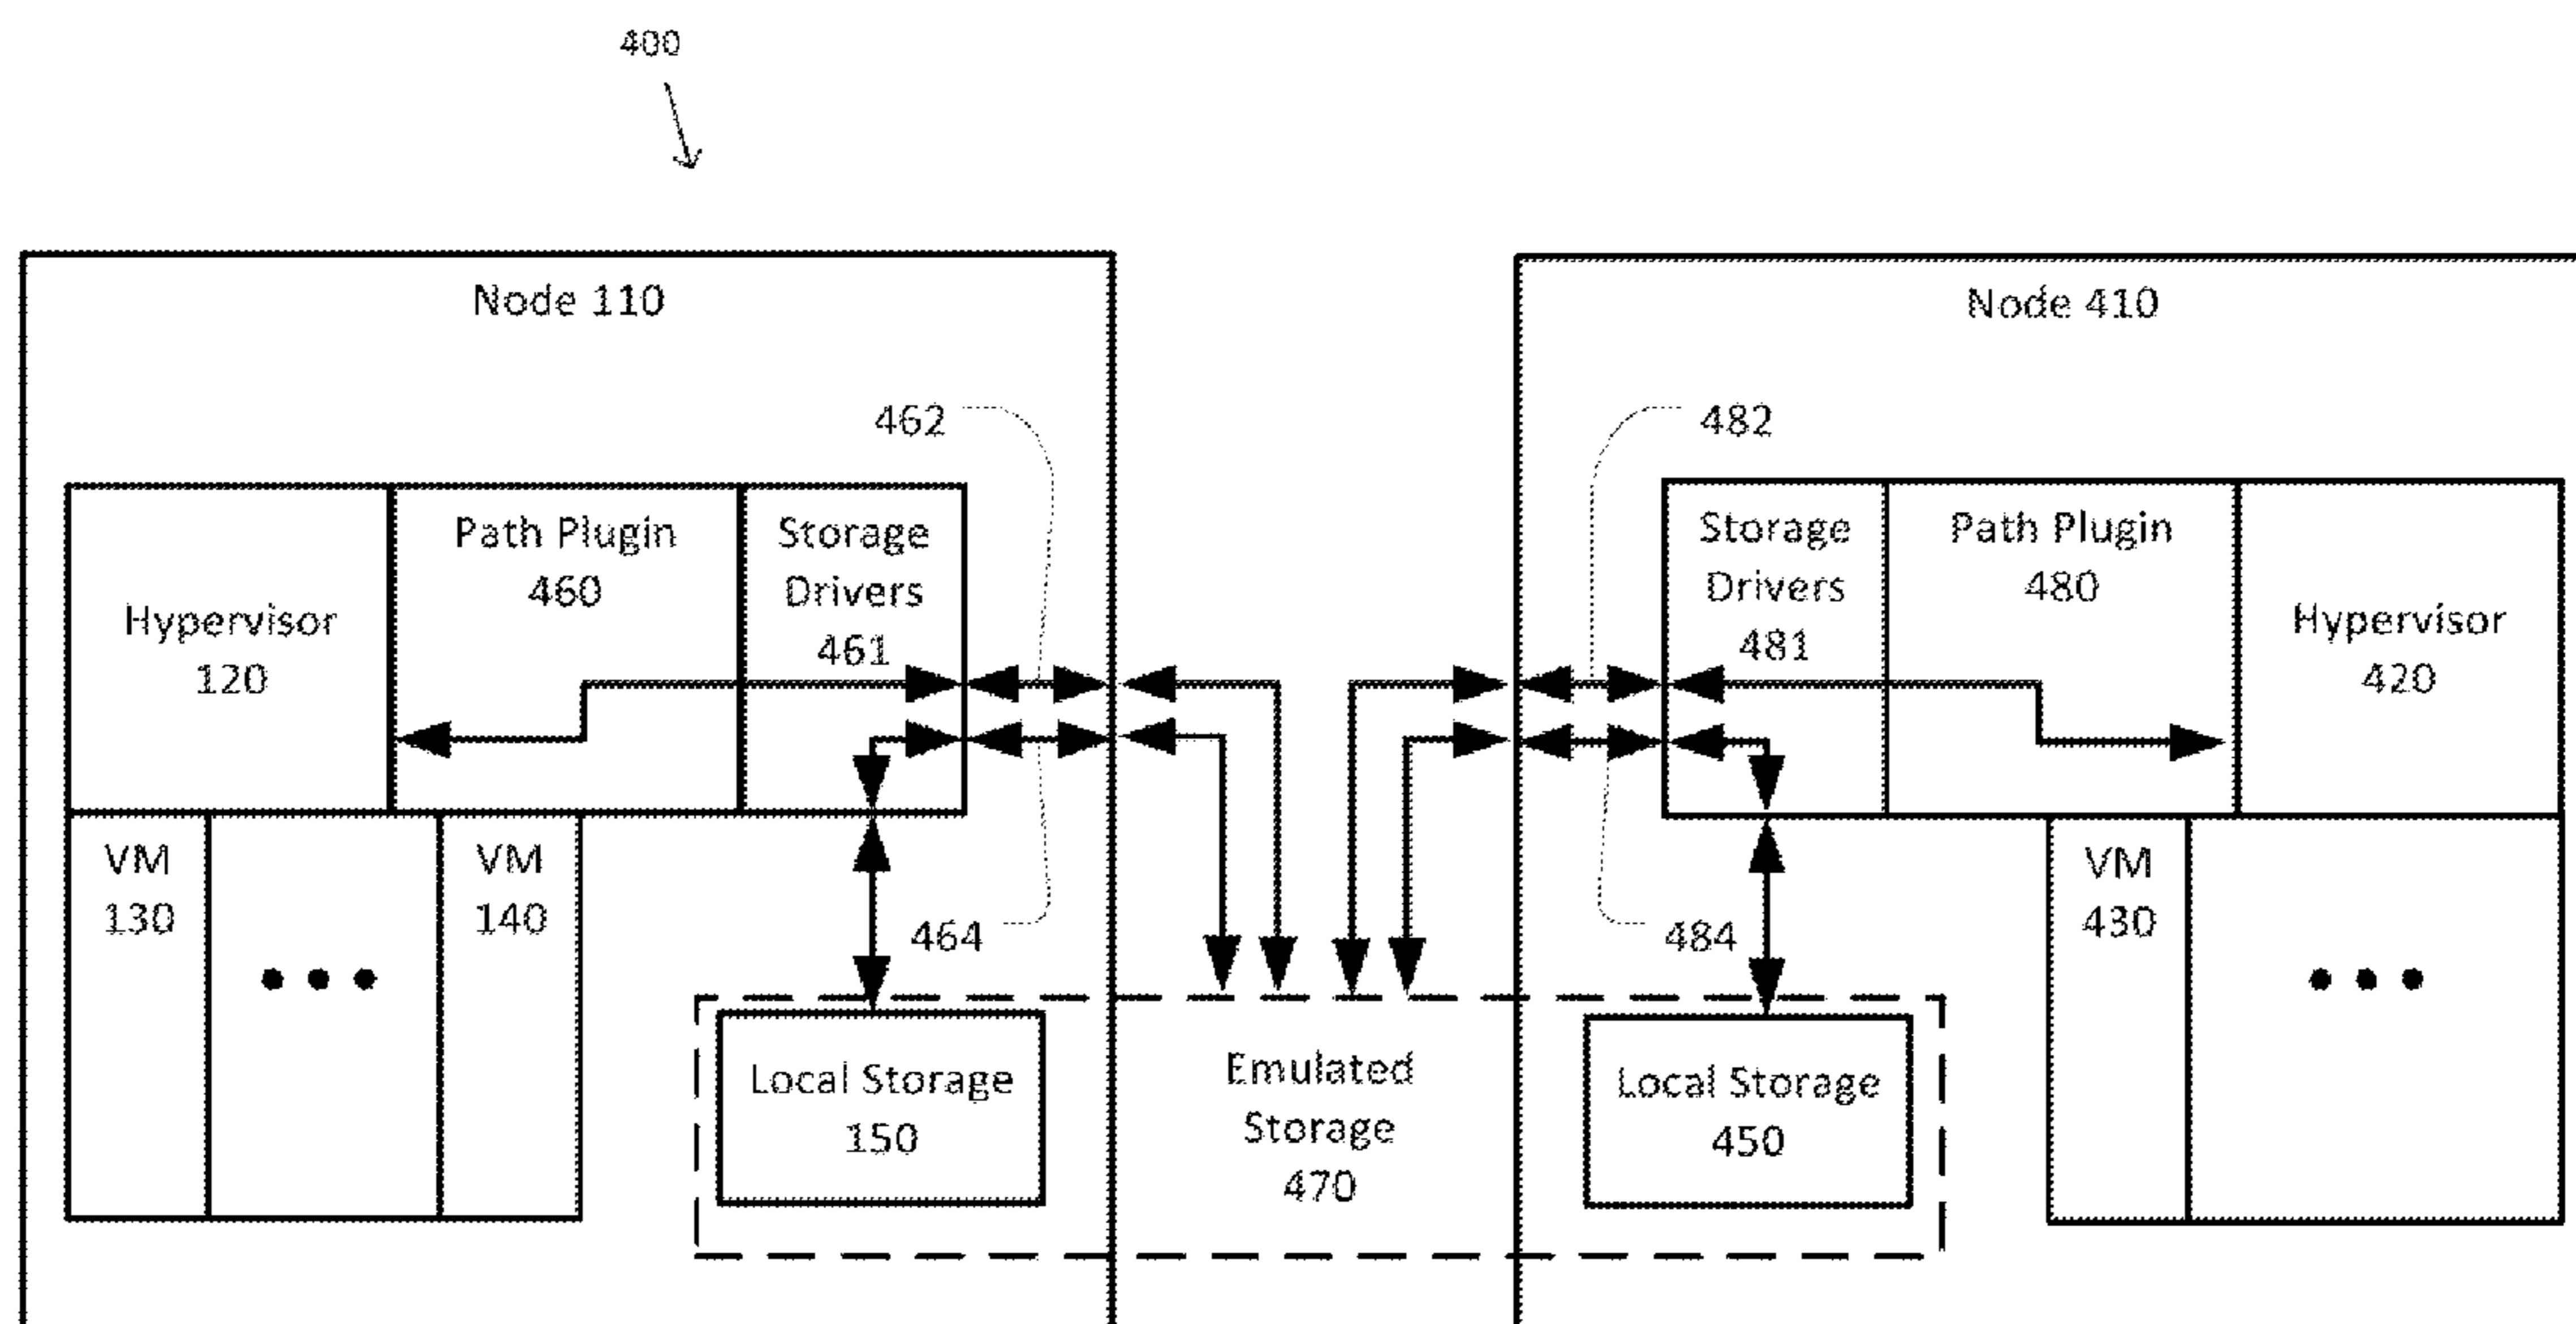 400
Node 110
Node 410
462
482
Hypervisor
120
Path Plugin
460
Storage
Drivers
461
Storage
Drivers
481
Path Plugin
480
Hypervisor
420
VM
130
VM
140
464
484
VM
430
Local Storage
150
Emulated
Storage
470
Local Storage
450